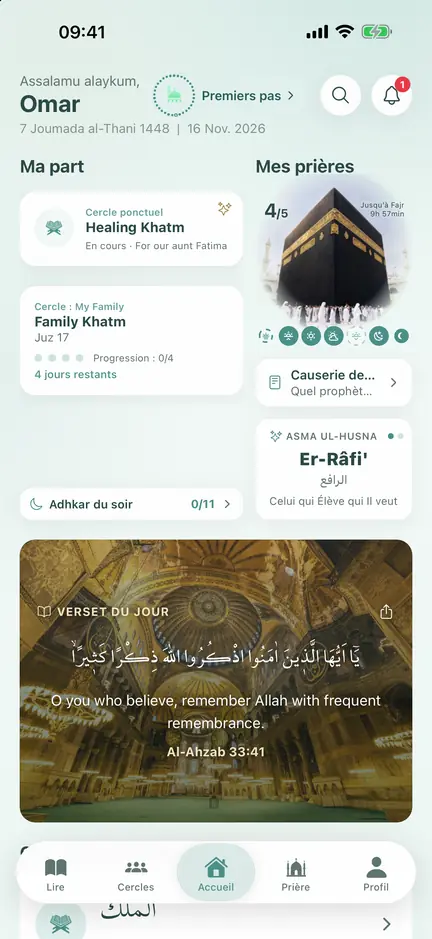 09:41
Assalamu alaykum,
Omar
Premiers pas
1
7 Joumada al-Thani 1448 | 16 Nov. 2026
Ma part
Cercle ponctuel
Healing Khatm
En cours · For our aunt Fatima
Cercle : My Family
Family Khatm
Juz 17
Progression : 0/4
4 jours restants
Adhkar du soir
0/11
Mes prières
4/5
Jusqu'à Fajr
9h 57min
Causerie de...
Quel prophèt...
ASMA UL-HUSNA
Er-Râfi'
الرافع
Celui qui Élève qui Il veut
VERSET DU JOUR
يَٓا اَيُّهَا الَّذ۪ينَ اٰمَنُوا اذْكُرُوا اللّٰهَ ذِكْرًا كَث۪يرًاۙ
O you who believe, remember Allah with frequent
remembrance.
Al-Ahzab 33:41
Lire
Cercles
Accueil
Prière
Profil
الملك